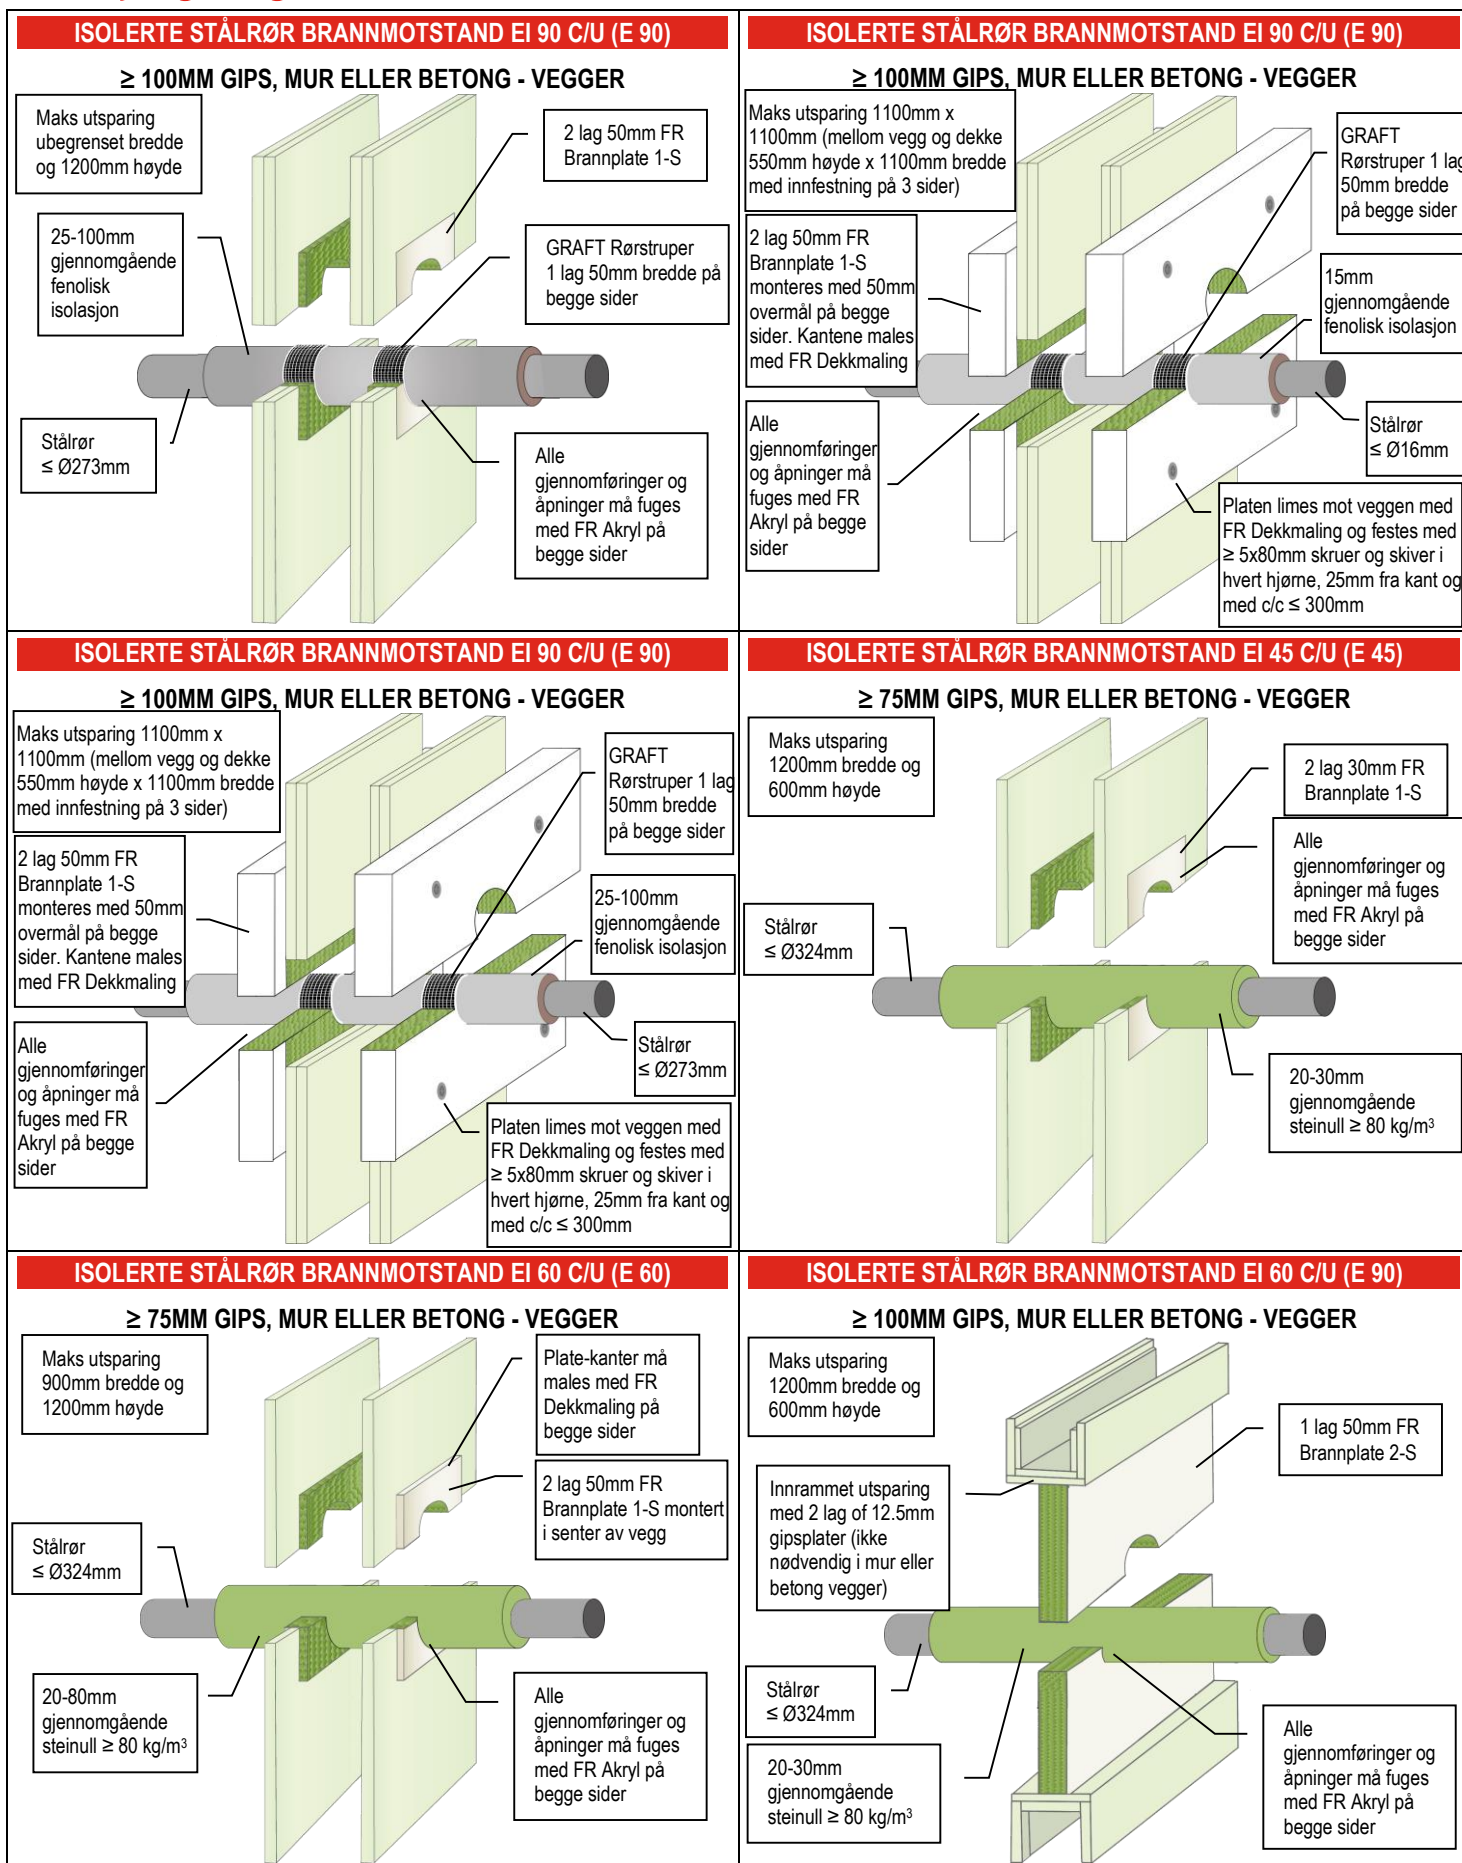 ISOLERTE STÅLRØR BRANNMOTSTAND EI 90 C/U (E 90)
≥ 100MM GIPS, MUR ELLER BETONG - VEGGER
Maks utsparing
ubegrenset bredde
og 1200mm høyde
2 lag 50mm FR
Brannplate 1-S
25-100mm
gjennomgående
fenolisk
isolasjon
GRAFT Rørstruper
1 lag 50mm bredde på
begge sider
Stålrør
≤ Ø273mm
Alle
gjennomføringer og
åpninger må fuges
med FR Akryl på
begge sider
ISOLERTE STÅLRØR BRANNMOTSTAND EI 90 C/U (E 90)
≥ 100MM GIPS, MUR ELLER BETONG - VEGGER
Maks utsparing 1100mm x
1100mm (mellom vegg og dekke
550mm høyde x 1100mm bredde
med innfestning på 3 sider)
GRAFT
Rørstruper 1 lag
50mm bredde
på begge sider
2 lag 50mm FR
Brannplate 1-S
monteres med 50mm
overmål på begge
sider. Kantene males
med FR Dekkmaling
15mm
gjennomgående
fenolisk isolasjon
Alle
gjennomføringer
og åpninger må
fuges med FR
Akryl på begge
sider
Stålrør
≤ Ø16mm
Platen limes mot veggen med
FR Dekkmaling og festes med
≥ 5x80mm skruer og skiver i
hvert hjørne, 25mm fra kant og
med c/c ≤ 300mm
ISOLERTE STÅLRØR BRANNMOTSTAND EI 90 C/U (E 90)
≥ 100MM GIPS, MUR ELLER BETONG - VEGGER
Maks utsparing 1100mm x
1100mm (mellom vegg og dekke
550mm høyde x 1100mm bredde
med innfestning på 3 sider)
GRAFT
Rørstruper 1 lag
50mm bredde
på begge sider
2 lag 50mm FR
Brannplate 1-S
monteres med 50mm
overmål på begge
sider. Kantene males
med FR Dekkmaling
25-100mm
gjennomgående
fenolisk isolasjon
Alle
gjennomføringer
og åpninger må
fuges med FR
Akryl på begge
sider
Stålrør
≤ Ø273mm
Platen limes mot veggen med
FR Dekkmaling og festes med
≥ 5x80mm skruer og skiver i
hvert hjørne, 25mm fra kant og
med c/c ≤ 300mm
ISOLERTE STÅLRØR BRANNMOTSTAND EI 45 C/U (E 45)
≥ 75MM GIPS, MUR ELLER BETONG - VEGGER
Maks utsparing
1200mm bredde og
600mm høyde
2 lag 30mm FR
Brannplate 1-S
Alle
gjennomføringer og
åpninger må fuges
med FR Akryl på
begge sider
Stålrør
≤ Ø324mm
20-30mm
gjennomgående
steinull ≥ 80 kg/m³
ISOLERTE STÅLRØR BRANNMOTSTAND EI 60 C/U (E 60)
≥ 75MM GIPS, MUR ELLER BETONG - VEGGER
Maks utsparing
900mm bredde og
1200mm høyde
Plate-kanter må
males med FR
Dekkmaling på
begge sider
2 lag 50mm FR
Brannplate 1-S montert
i senter av vegg
Stålrør
≤ Ø324mm
20-80mm
gjennomgående
steinull ≥ 80 kg/m³
Alle
gjennomføringer og
åpninger må fuges
med FR Akryl på
begge sider
ISOLERTE STÅLRØR BRANNMOTSTAND EI 60 C/U (E 90)
≥ 100MM GIPS, MUR ELLER BETONG - VEGGER
Maks utsparing
1200mm bredde og
600mm høyde
1 lag 50mm FR
Brannplate 2-S
Innrammet utsparing
med 2 lag of 12.5mm
gipsplater (ikke
nødvendig i mur eller
betong vegger)
Stålrør
≤ Ø324mm
20-30mm
gjennomgående
steinull ≥ 80 kg/m³
Alle
gjennomføringer og
åpninger må fuges
med FR Akryl på
begge sider